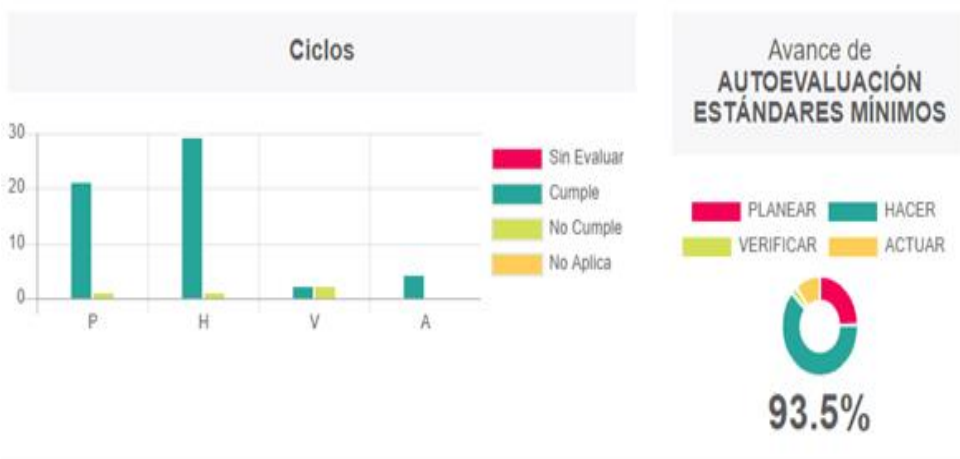 Ciclos
30
20
10
0
P H V A
Sin Evaluar
Cumple
No Cumple
No Aplica
Avance de
AUTOEVALUACIÓN
ESTÁNDARES MÍNIMOS
PLANEAR HACER
VERIFICAR ACTUAR
93.5%